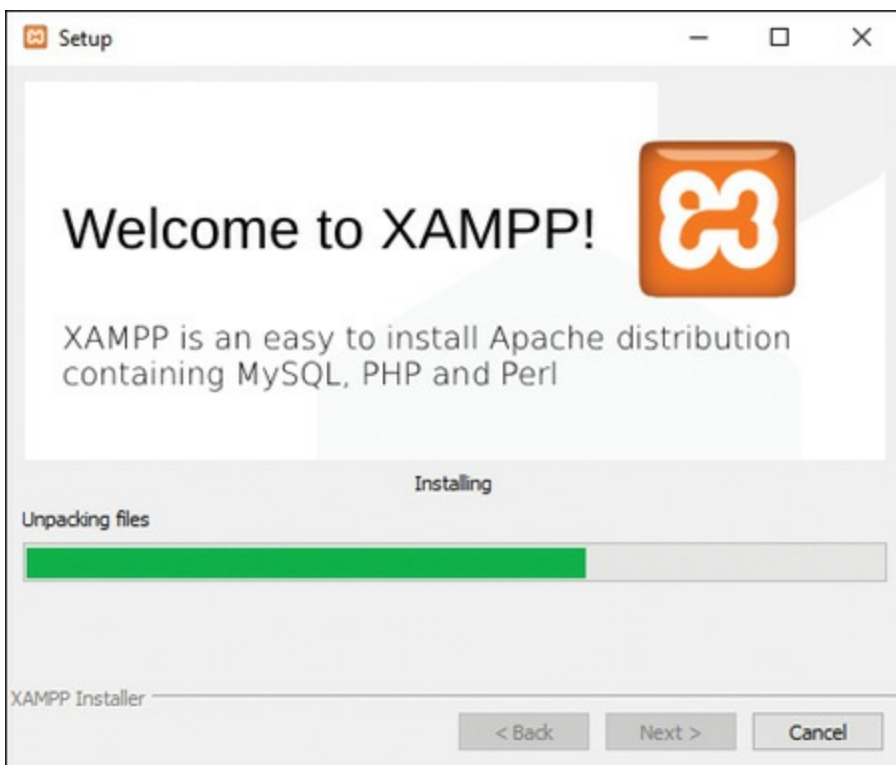 Setup
Welcome to XAMPP!
XAMPP is an easy to install Apache distribution
containing MySQL, PHP and Perl
Installing
Unpacking files
XAMPP Installer
< Back
Next >
Cancel